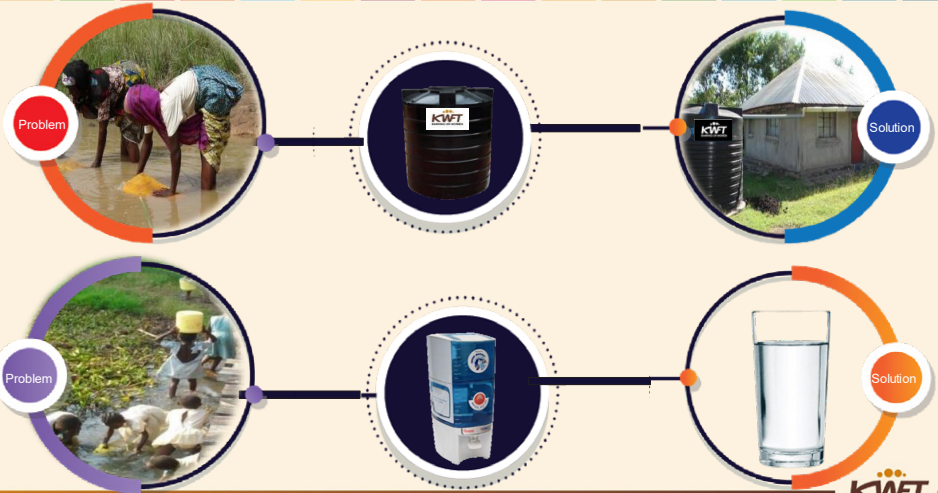 Problem
KWFT
KWFT
Solution
Problem
Solution
KWFT